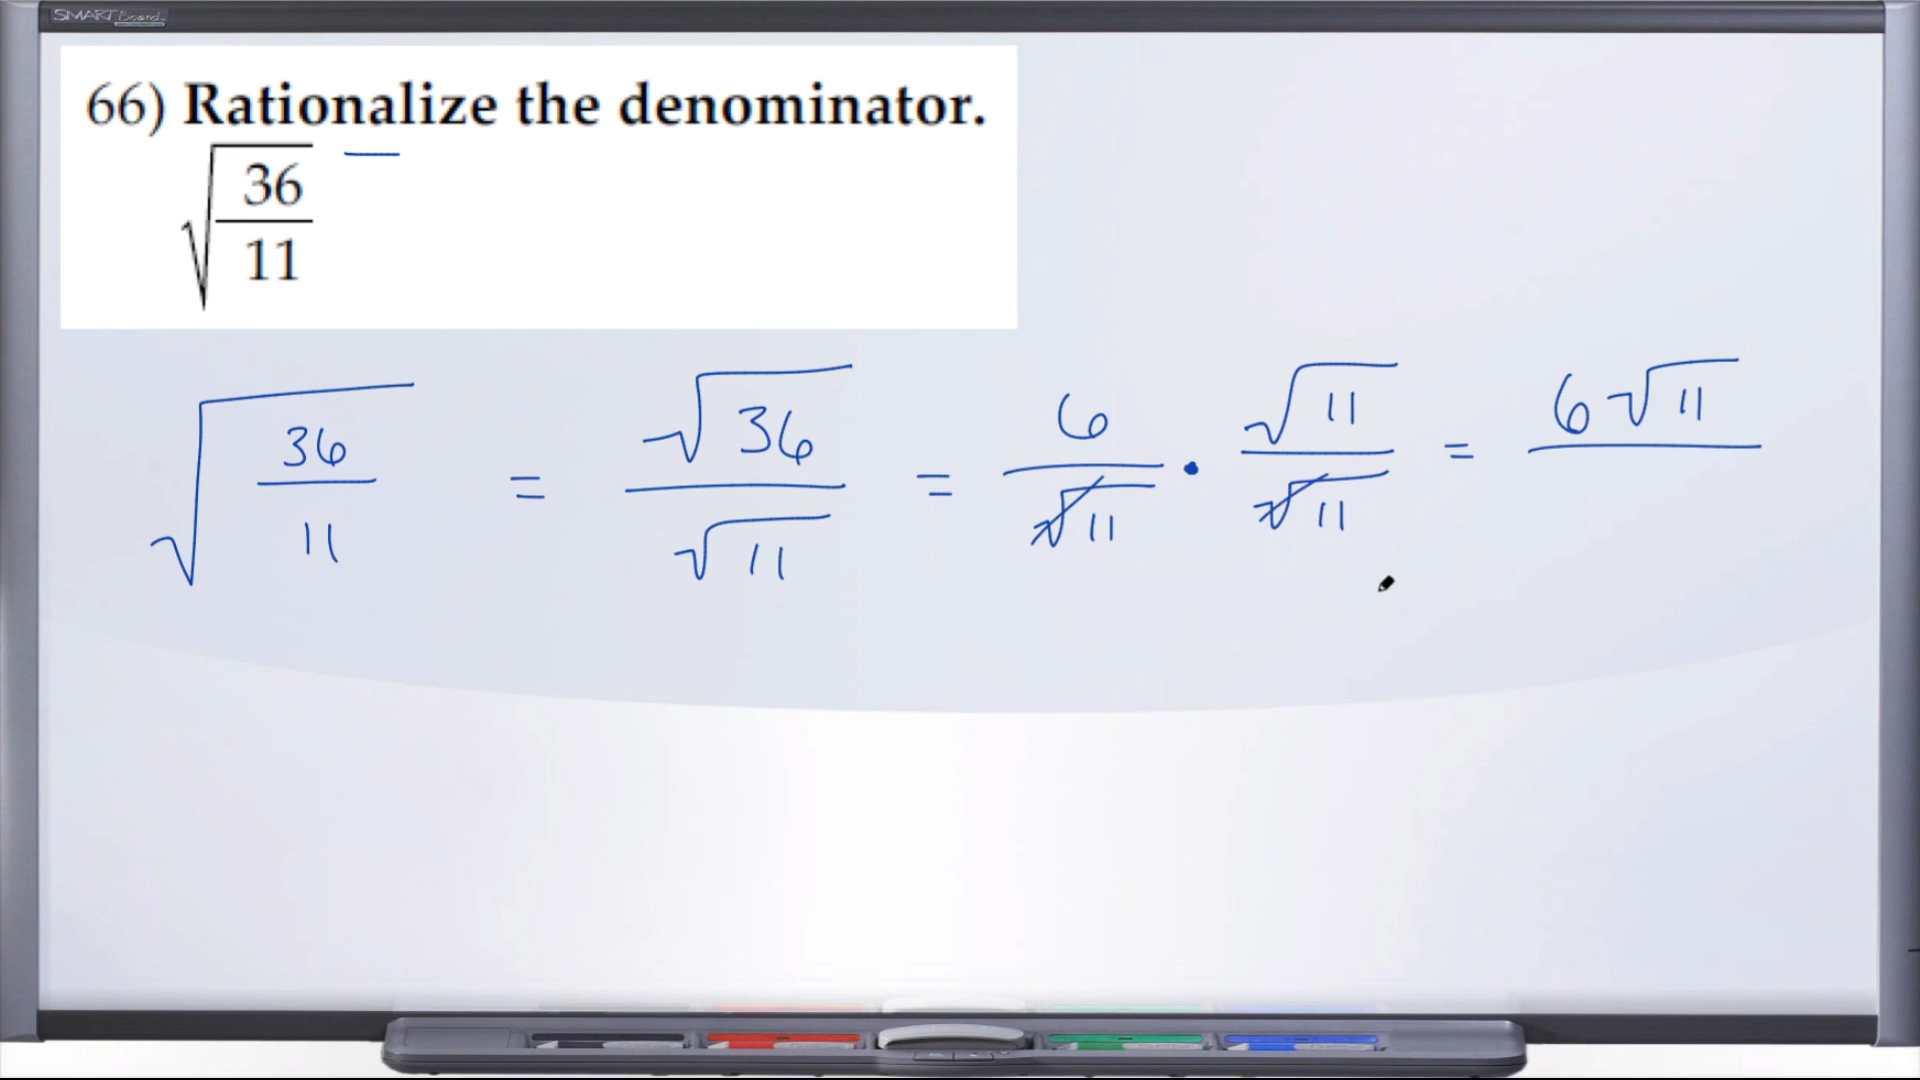 SMART Board
66) Rationalize the denominator.
√(36/11)
√(36/11) = √36/√11 = 6/√11 · √11/√11 = 6√11/